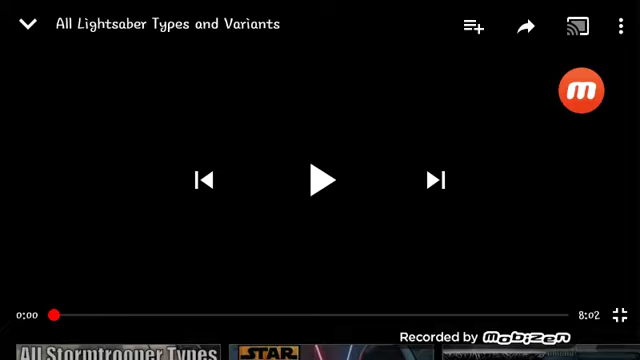 All Lightsaber Types and Variants
m
0:00
8:02
Recorded by MOBIZEN
All Stormtrooper Types
STAR